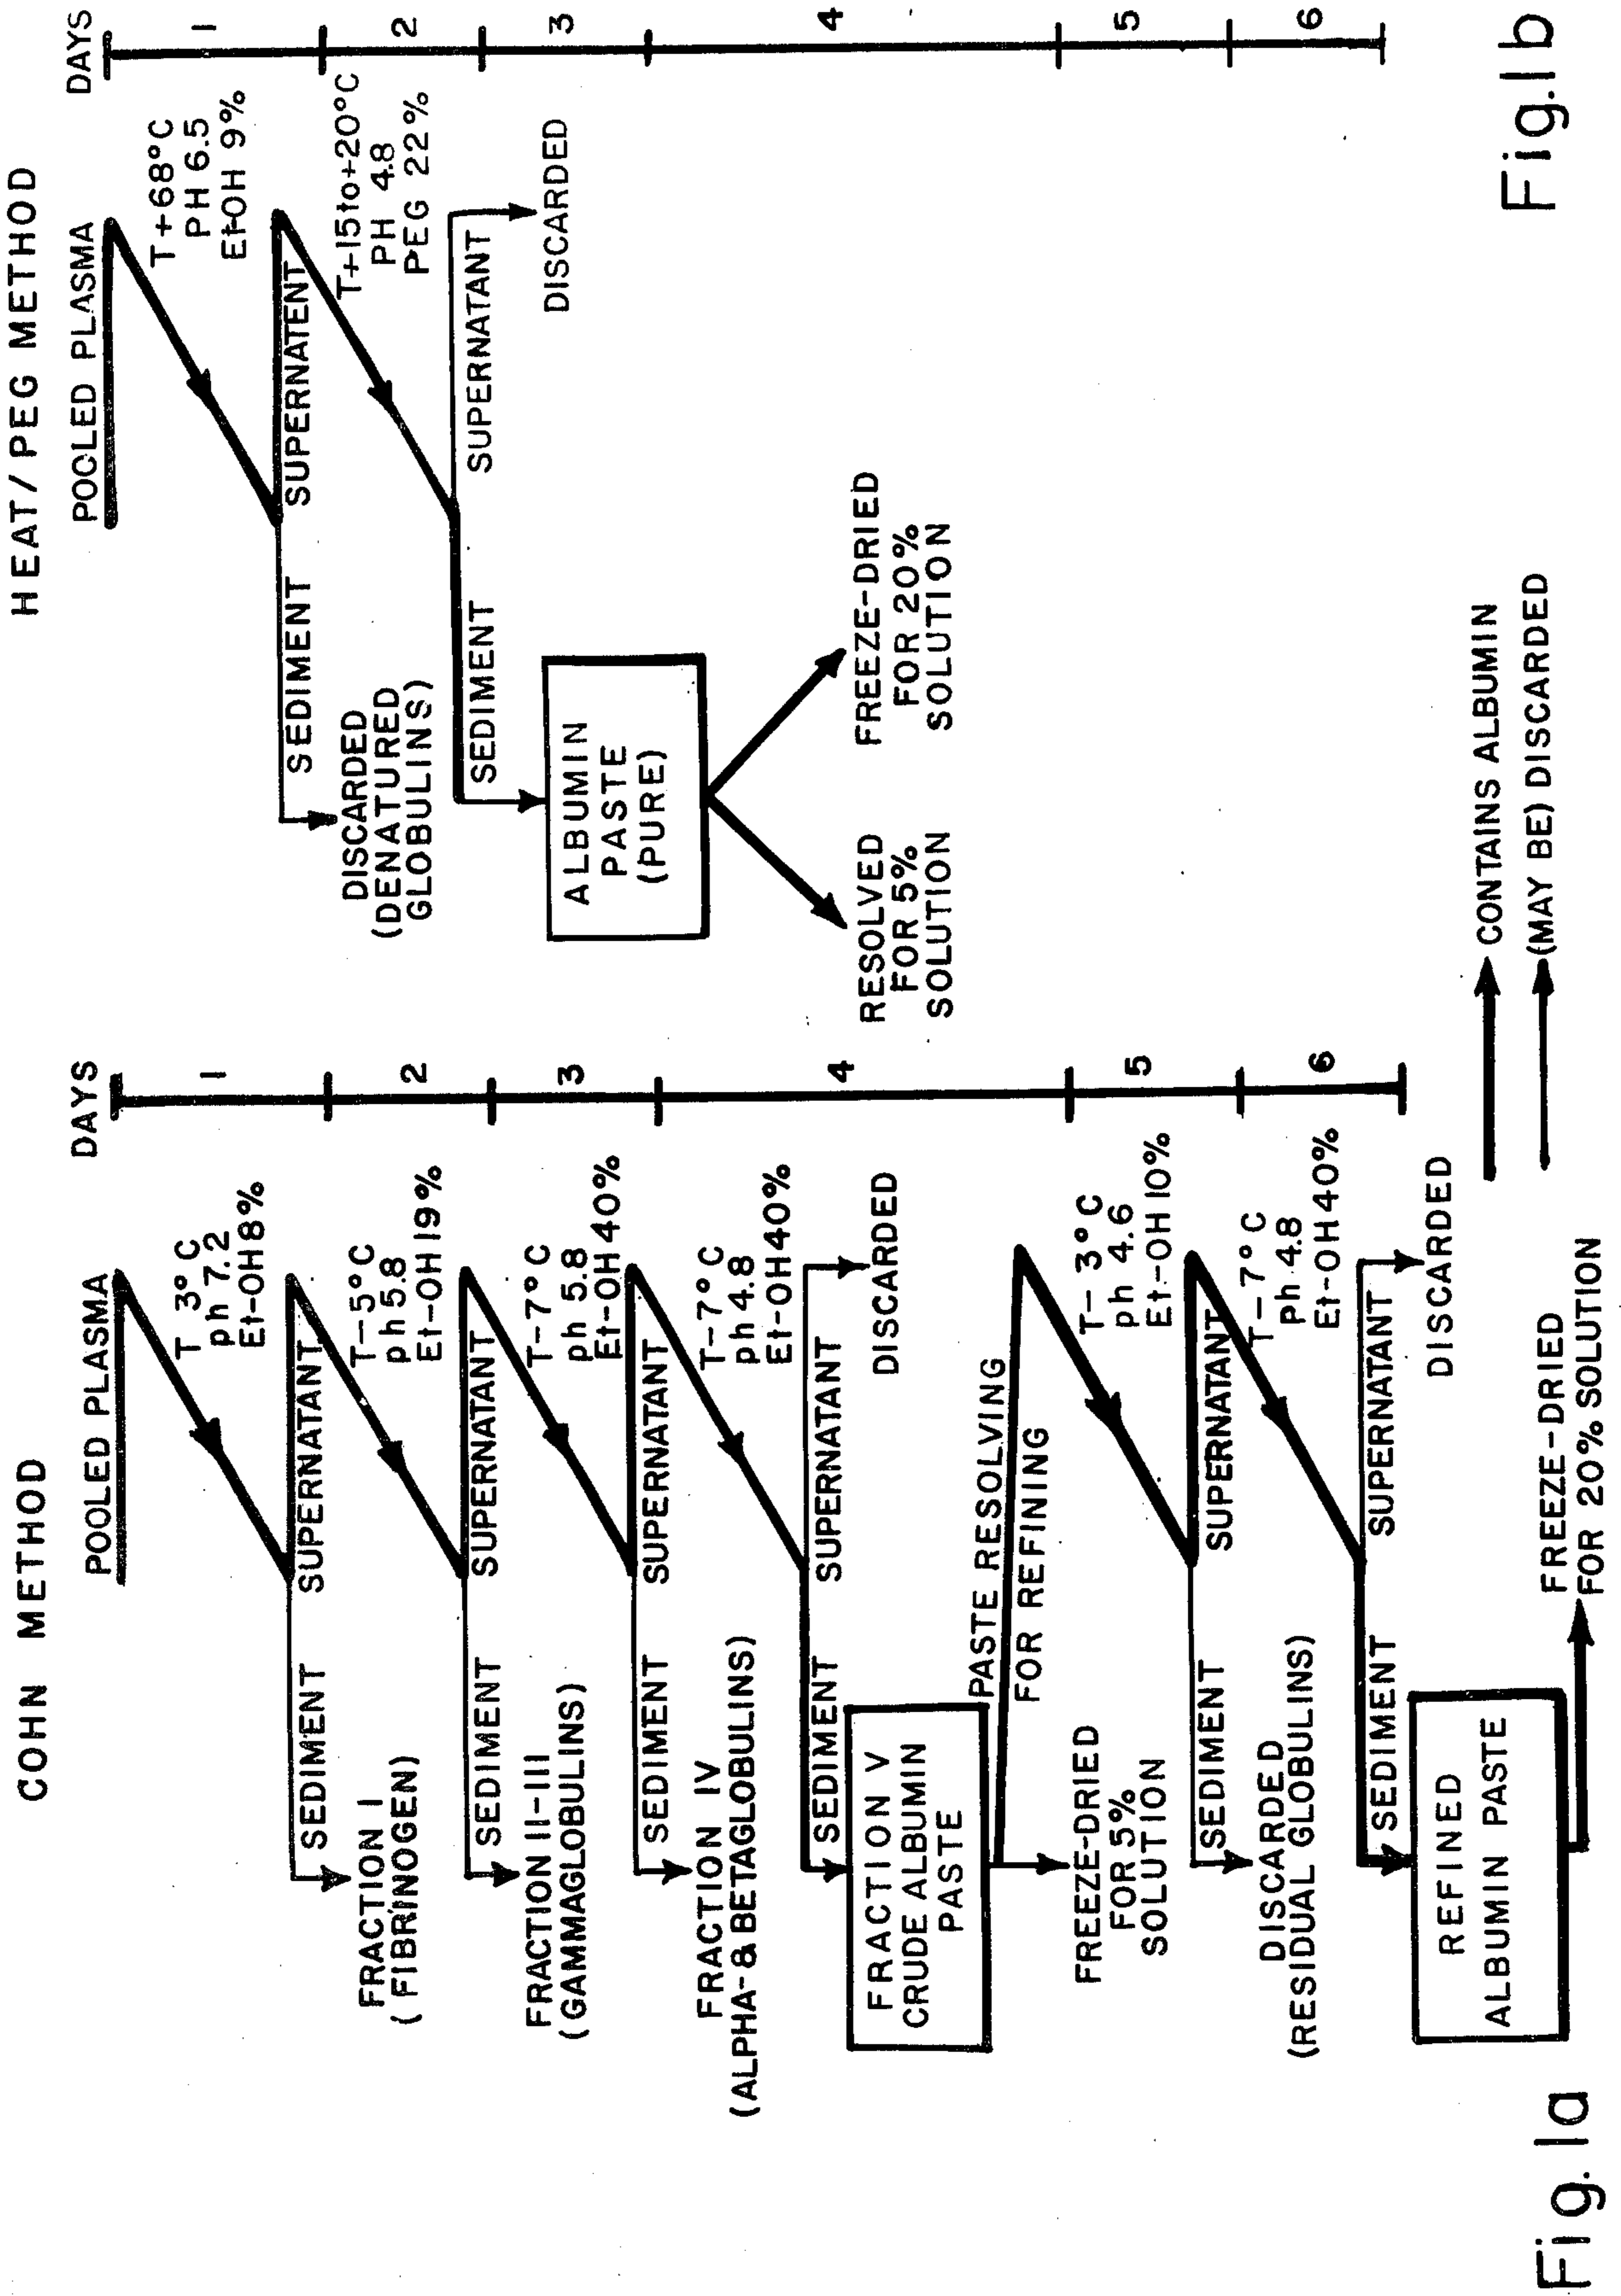 COHN METHOD
POOLED PLASMA
DAYS
T 3°C
ph 7.2
Et-OH 8%
1
SEDIMENT
SUPERNATANT
FRACTION I
(FIBRINOGEN)
T-5°C
ph 5.8
Et-OH 19%
2
SEDIMENT
SUPERNATANT
FRACTION II-III
(GAMMAGLOBULINS)
T-7°C
ph 5.8
Et-OH 40%
3
SEDIMENT
SUPERNATANT
FRACTION IV
(ALPHA-& BETAGLOBULINS)
T-7°C
ph 4.8
Et-OH 40%
4
SEDIMENT
SUPERNATANT
DISCARDED
FRACTION V
CRUDE ALBUMIN
PASTE
PASTE RESOLVING
FOR REFINING
FREEZE-DRIED
FOR 5%
SOLUTION
T- 3°C
ph 4.6
Et-OH 10%
5
SEDIMENT
SUPERNATANT
DISCARDED
(RESIDUAL GLOBULINS)
T-7°C
Ph 4.8
Et-OH 40%
6
SEDIMENT
SUPERNATANT
DISCARDED
REFINED
ALBUMIN PASTE
FREEZE-DRIED
FOR 20% SOLUTION
Fig. 1a
HEAT/PEG METHOD
POOLED PLASMA
DAYS
T+68°C
PH 6.5
Et-OH 9%
1
SEDIMENT
SUPERNATENT
DISCARDED
(DENATURED
GLOBULINS)
T+15to+20°C
PH 4.8
PEG 22%
2
SEDIMENT
SUPERNATANT
DISCARDED
3
ALBUMIN
PASTE
(PURE)
4
RESOLVED
FOR 5%
SOLUTION
FREEZE-DRIED
FOR 20%
SOLUTION
5
6
CONTAINS ALBUMIN
(MAY BE) DISCARDED
Fig.1b